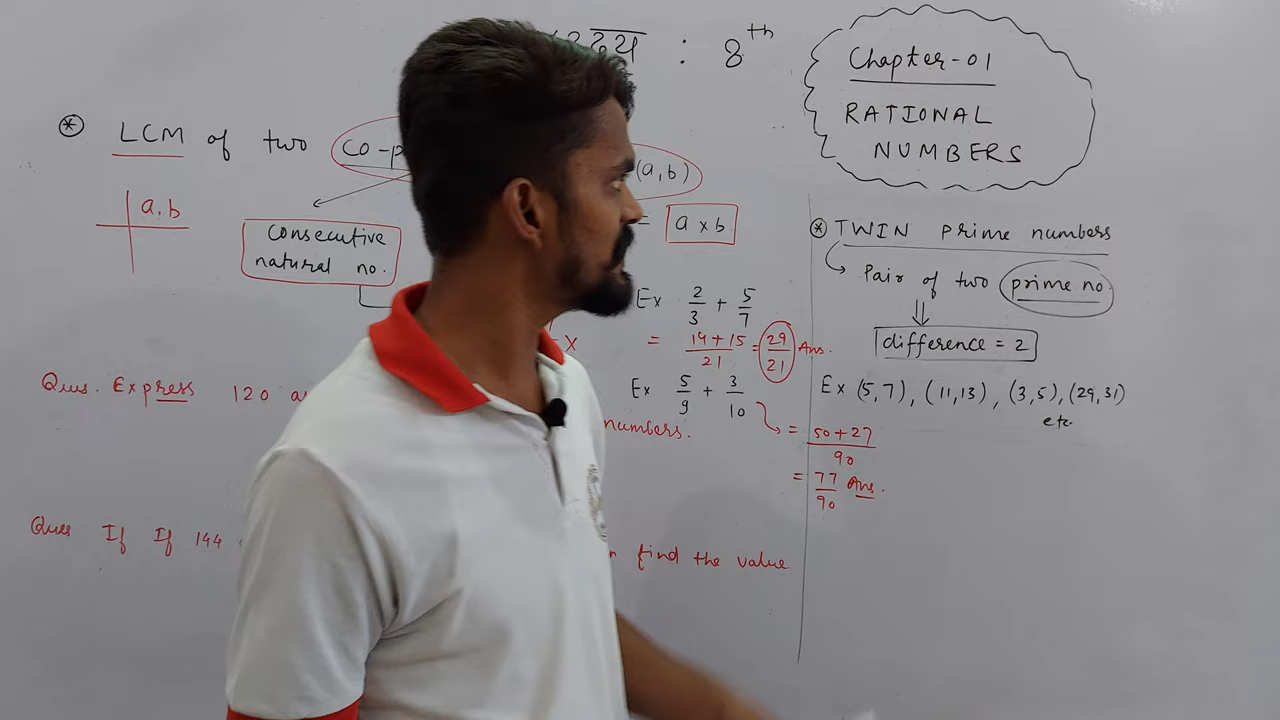 : 8th
Chapter-01
RATIONAL
NUMBERS
* LCM of two (a, b)
a, b
= a × b
consecutive
natural no.
Ex 2/3 + 5/7
= 14+15/21 = 29/21 Ans.
Ex 5/9 + 3/10
= 50+27/90
= 77/90 Ans.
Ques. Express 120
numbers.
Ques If If 144
find the value
* TWIN prime numbers
Pair of two prime no.
difference = 2
Ex (5,7), (11,13), (3,5), (29,31)
etc.